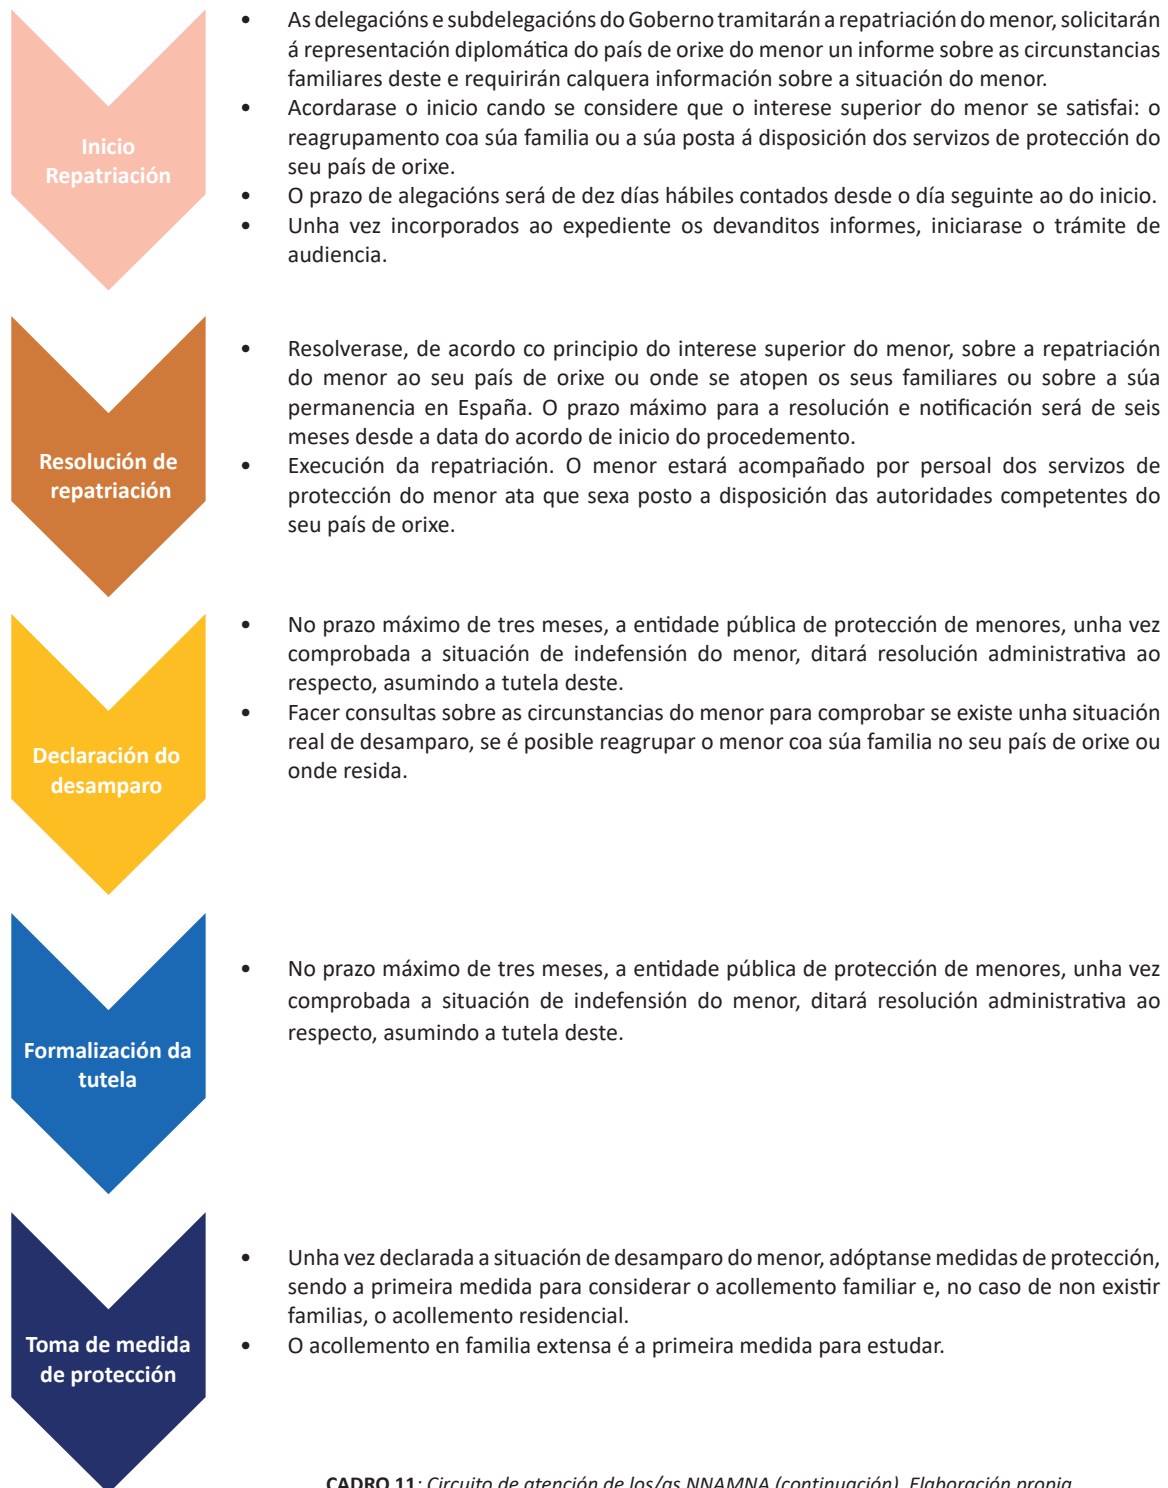 Inicio
Repatriación
• As delegacións e subdelegacións do Goberno tramitarán a repatriación do menor, solicitarán
á representación diplomática do país de orixe do menor un informe sobre as circunstancias
familiares deste e requirirán calquera información sobre a situación do menor.
• Acordarase o inicio cando se considere que o interese superior do menor se satisfai: o
reagrupamento coa súa familia ou a súa posta á disposición dos servizos de protección do
seu país de orixe.
• O prazo de alegacións será de dez días hábiles contados desde o día seguinte ao do inicio.
• Unha vez incorporados ao expediente os devanditos informes, iniciarase o trámite de
audiencia.
Resolución de
repatriación
• Resolverase, de acordo co principio do interese superior do menor, sobre a repatriación
do menor ao seu país de orixe ou onde se atopen os seus familiares ou sobre a súa
permanencia en España. O prazo máximo para a resolución e notificación será de seis
meses desde a data do acordo de inicio do procedemento.
• Execución da repatriación. O menor estará acompañado por persoal dos servizos de
protección do menor ata que sexa posto a disposición das autoridades competentes do
seu país de orixe.
Declaración do
desamparo
• No prazo máximo de tres meses, a entidade pública de protección de menores, unha vez
comprobada a situación de indefensión do menor, ditará resolución administrativa ao
respecto, asumindo a tutela deste.
• Facer consultas sobre as circunstancias do menor para comprobar se existe unha situación
real de desamparo, se é posible reagrupar o menor coa súa familia no seu país de orixe ou
onde resida.
Formalización da
tutela
• No prazo máximo de tres meses, a entidade pública de protección de menores, unha vez
comprobada a situación de indefensión do menor, ditará resolución administrativa ao
respecto, asumindo a tutela deste.
Toma de medida
de protección
• Unha vez declarada a situación de desamparo do menor, adóptanse medidas de protección,
sendo a primeira medida para considerar o acollemento familiar e, no caso de non existir
familias, o acollemento residencial.
• O acollemento en familia extensa é a primeira medida para estudar.
CADRO 11: Circuito de atención de los/as NNAMNA (continuación). Elaboración propia